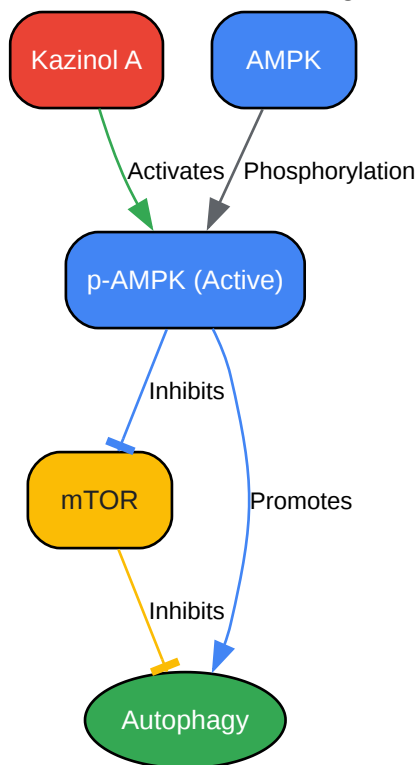 Kazinol A
AMPK
Activates
Phosphorylation
p-AMPK (Active)
Inhibits
mTOR
Promotes
Inhibits
Autophagy